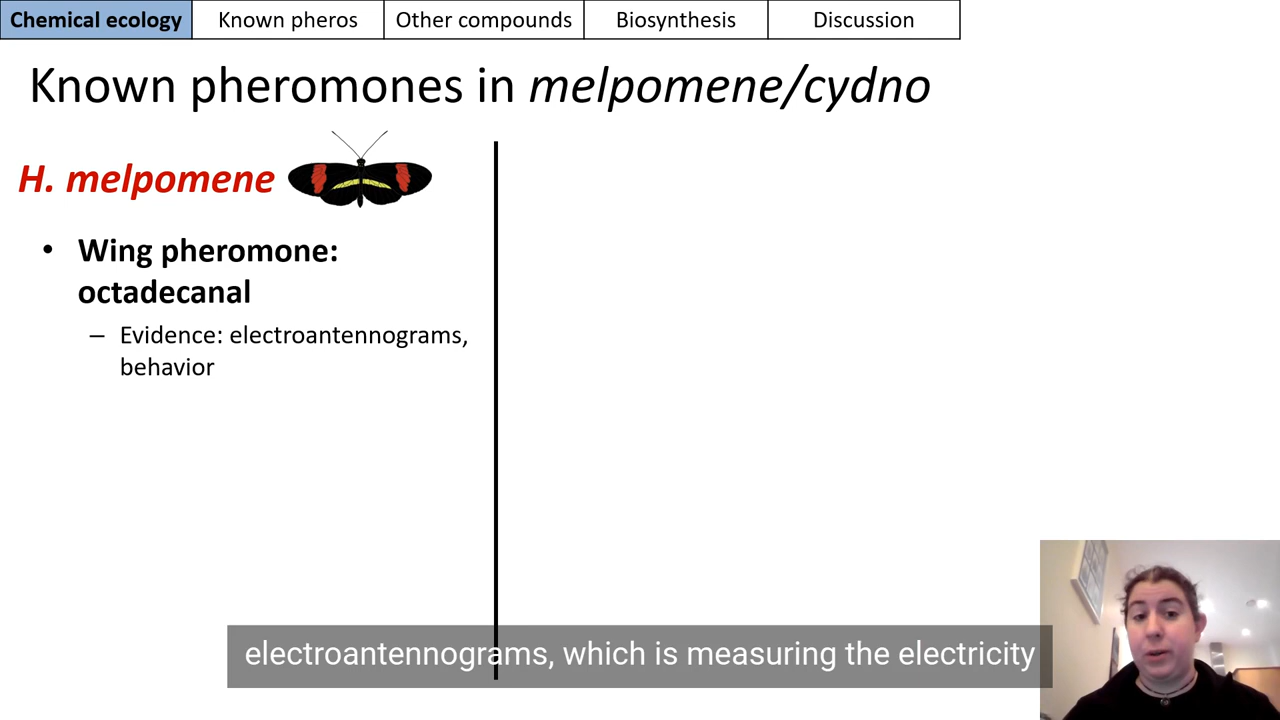 Chemical ecology
Known pheros
Other compounds
Biosynthesis
Discussion
Known pheromones in melpomene/cydno
H. melpomene
• Wing pheromone:
octadecanal
– Evidence: electroantennograms,
behavior
electroantennograms, which is measuring the electricity